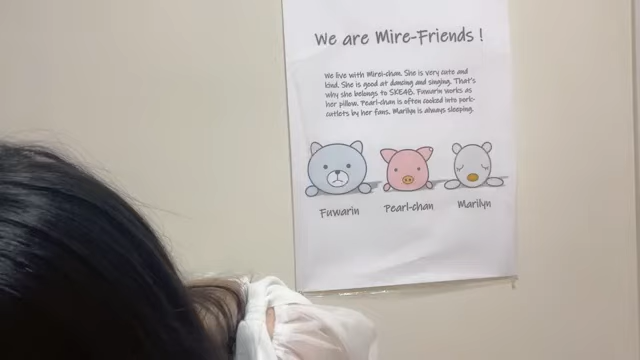 We are Mire-Friends !
We live with Mirei-chan. She is very cute and
kind. She is good at dancing and singing. That's
why she belongs to SKE48. Fuwarin works as
her pillow. Pearl-chan is often cooked into pork-
cutlets by her fans. Marilyn is always sleeping.
Fuwarin Pearl-chan Marilyn